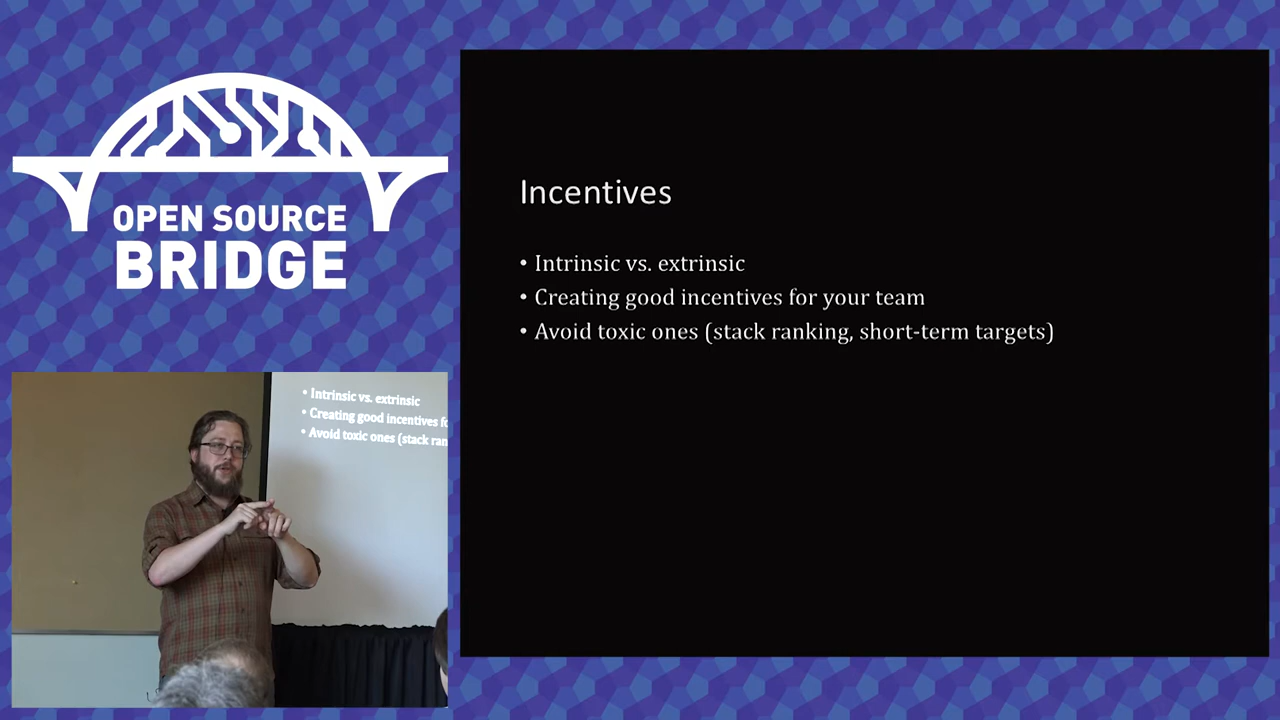 OPEN SOURCE
BRIDGE
Incentives
• Intrinsic vs. extrinsic
• Creating good incentives for your team
• Avoid toxic ones (stack ranking, short-term targets)
• Intrinsic vs. extrinsic
• Creating good incentives fo
• Avoid toxic ones (stack ran